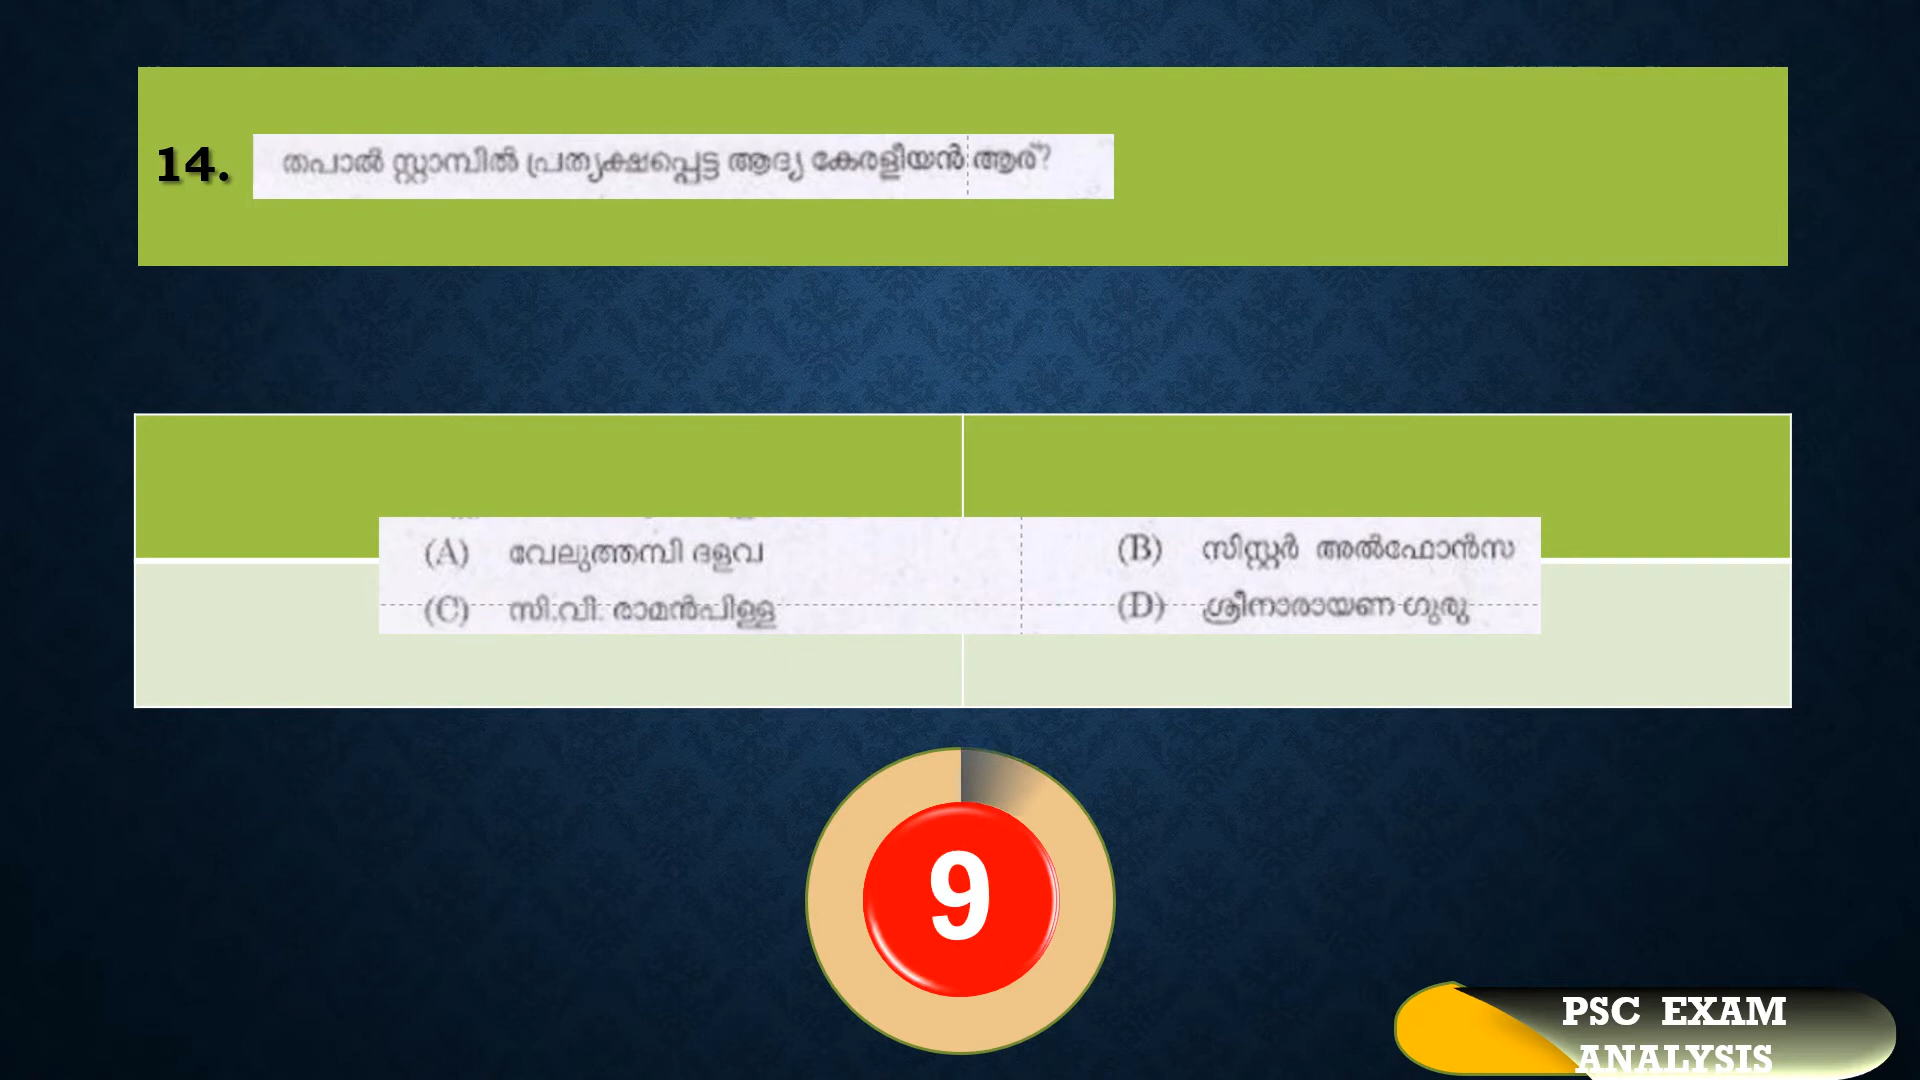 14. തപാൽ സ്റ്റാമ്പിൽ പ്രത്യക്ഷപ്പെട്ട ആദ്യ കേരളീയൻ ആര്?
(A) വേലുത്തമ്പി ദളവ (B) സിസ്റ്റർ അൽഫോൻസ
(C) സി.വി. രാമൻപിള്ള (D) ശ്രീനാരായണ ഗുരു
9
PSC EXAM
ANALYSIS